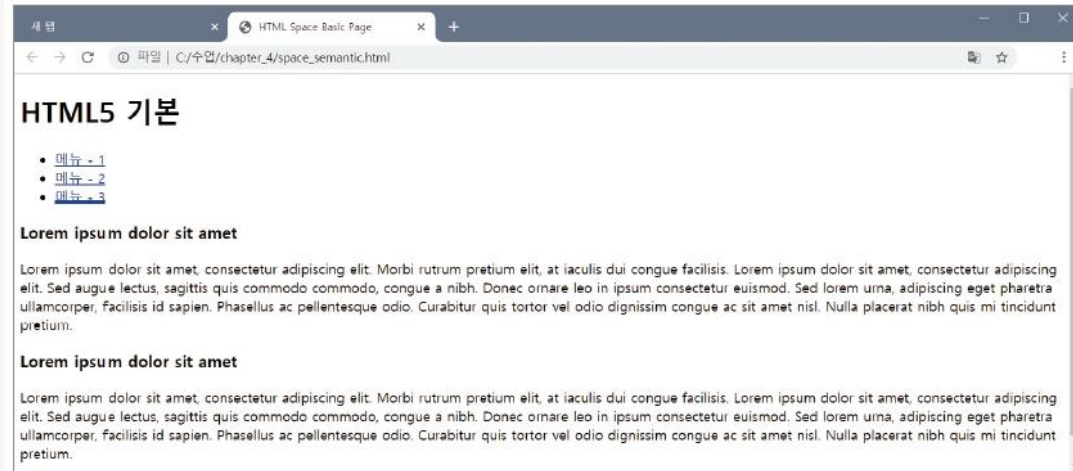 새 탭
HTML Space Basic Page
파일 | C:/수업/chapter_4/space_semantic.html
HTML5 기본
메뉴 - 1
메뉴 - 2
메뉴 - 3
Lorem ipsum dolor sit amet
Lorem ipsum dolor sit amet, consectetur adipiscing elit. Morbi rutrum pretium elit, at iaculis dui congue facilisis. Lorem ipsum dolor sit amet, consectetur adipiscing
elit. Sed augue lectus, sagittis quis commodo commodo, congue a nibh. Donec ornare leo in ipsum consectetur euismod. Sed lorem urna, adipiscing eget pharetra
ullamcorper, facilisis id sapien. Phasellus ac pellentesque odio. Curabitur quis tortor vel odio dignissim congue ac sit amet nisl. Nulla placerat nibh quis mi tincidunt
pretium.
Lorem ipsum dolor sit amet
Lorem ipsum dolor sit amet, consectetur adipiscing elit. Morbi rutrum pretium elit, at iaculis dui congue facilisis. Lorem ipsum dolor sit amet, consectetur adipiscing
elit. Sed augue lectus, sagittis quis commodo commodo, congue a nibh. Donec ornare leo in ipsum consectetur euismod. Sed lorem urna, adipiscing eget pharetra
ullamcorper, facilisis id sapien. Phasellus ac pellentesque odio. Curabitur quis tortor vel odio dignissim congue ac sit amet nisl. Nulla placerat nibh quis mi tincidunt
pretium.